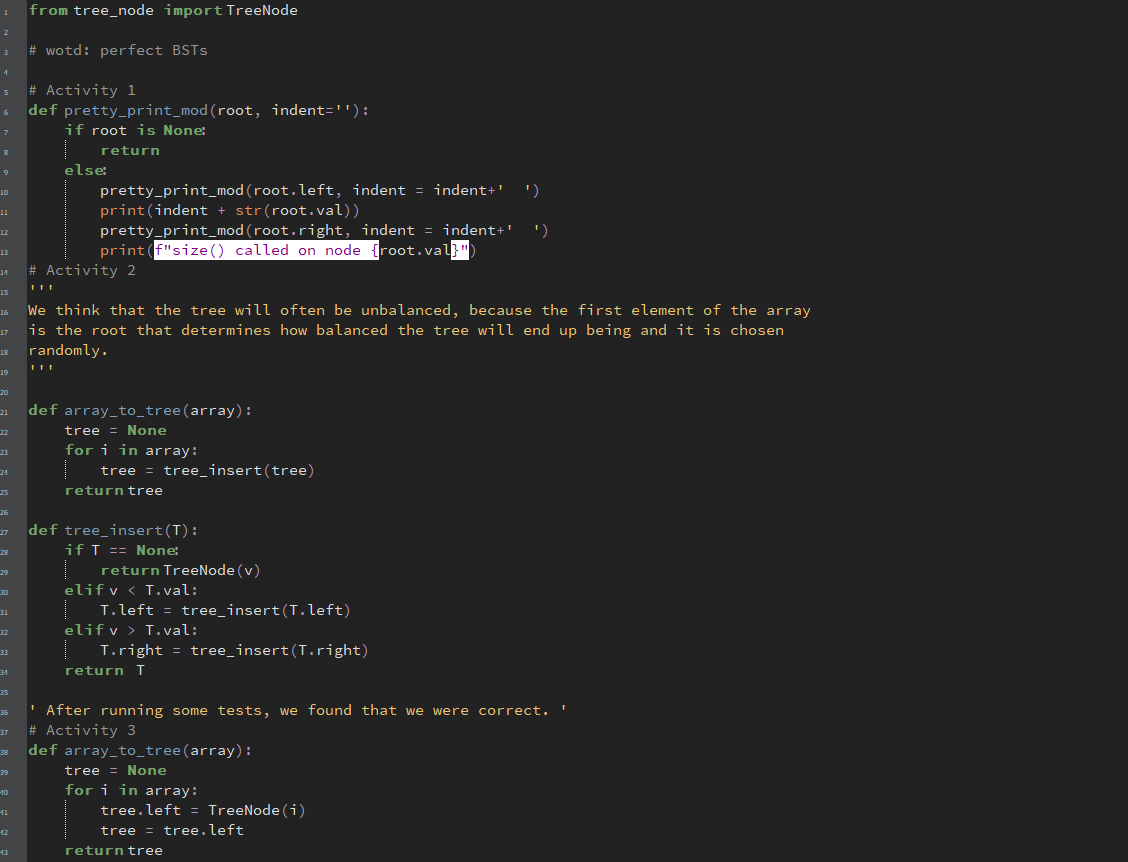 1 from tree_node import TreeNode
2
3 # wotd: perfect BSTs
4
5 # Activity 1
6 def pretty_print_mod(root, indent=''):
7     if root is None:
8         return
9     else:
10         pretty_print_mod(root.left, indent = indent+'  ')
11         print(indent + str(root.val))
12         pretty_print_mod(root.right, indent = indent+'  ')
13         print(f"size() called on node {root.val}")
14 # Activity 2
15 '''
16 We think that the tree will often be unbalanced, because the first element of the array
17 is the root that determines how balanced the tree will end up being and it is chosen
18 randomly.
19 '''
20
21 def array_to_tree(array):
22     tree = None
23     for i in array:
24         tree = tree_insert(tree)
25     return tree
26
27 def tree_insert(T):
28     if T == None:
29         return TreeNode(v)
30     elif v < T.val:
31         T.left = tree_insert(T.left)
32     elif v > T.val:
33         T.right = tree_insert(T.right)
34     return T
35
36 ' After running some tests, we found that we were correct. '
37 # Activity 3
38 def array_to_tree(array):
39     tree = None
40     for i in array:
41         tree.left = TreeNode(i)
42         tree = tree.left
43     return tree